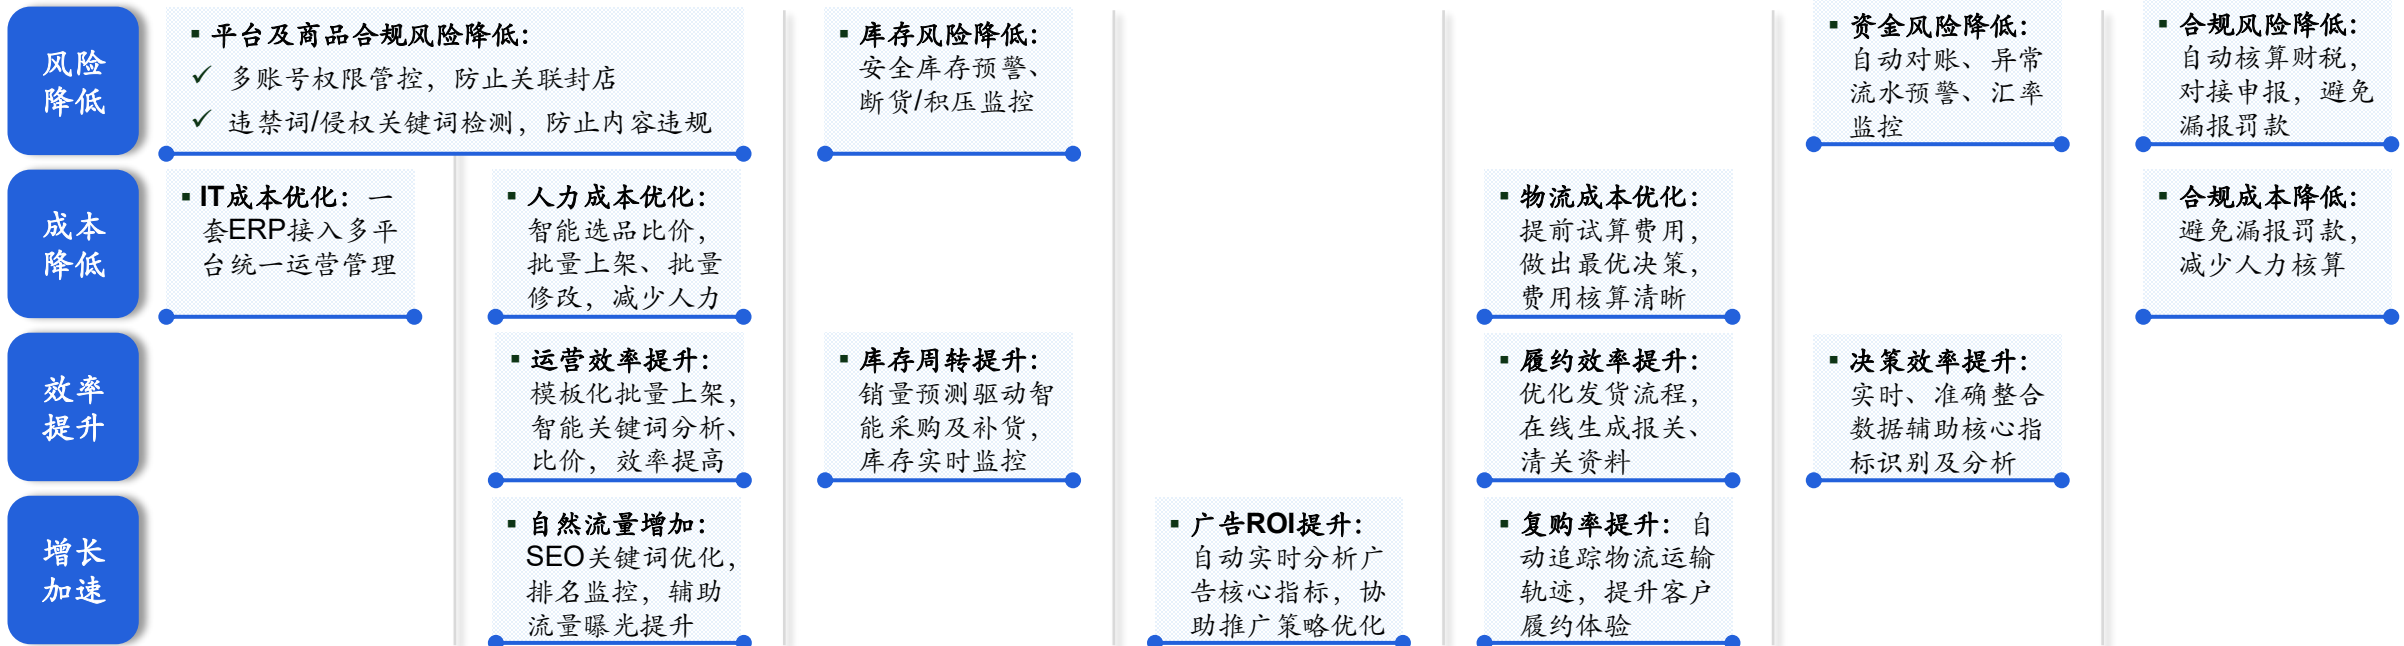 风险
降低
▪ 平台及商品合规风险降低：
✓ 多账号权限管控，防止关联封店
✓ 违禁词/侵权关键词检测，防止内容违规
▪ 库存风险降低：
安全库存预警、
断货/积压监控
▪ 资金风险降低：
自动对账、异常
流水预警、汇率
监控
▪ 合规风险降低：
自动核算财税，
对接申报，避免
漏报罚款
成本
降低
▪ IT成本优化：一
套ERP接入多平
台统一运营管理
▪ 人力成本优化：
智能选品比价，
批量上架、批量
修改，减少人力
▪ 物流成本优化：
提前试算费用，
做出最优决策，
费用核算清晰
▪ 合规成本降低：
避免漏报罚款，
减少人力核算
效率
提升
▪ 运营效率提升：
模板化批量上架，
智能关键词分析、
比价，效率提高
▪ 库存周转提升：
销量预测驱动智
能采购及补货，
库存实时监控
▪ 履约效率提升：
优化发货流程，
在线生成报关、
清关资料
▪ 决策效率提升：
实时、准确整合
数据辅助核心指
标识别及分析
增长
加速
▪ 自然流量增加：
SEO关键词优化，
排名监控，辅助
流量曝光提升
▪ 广告ROI提升：
自动实时分析广
告核心指标，协
助推广策略优化
▪ 复购率提升：自
动追踪物流运输
轨迹，提升客户
履约体验